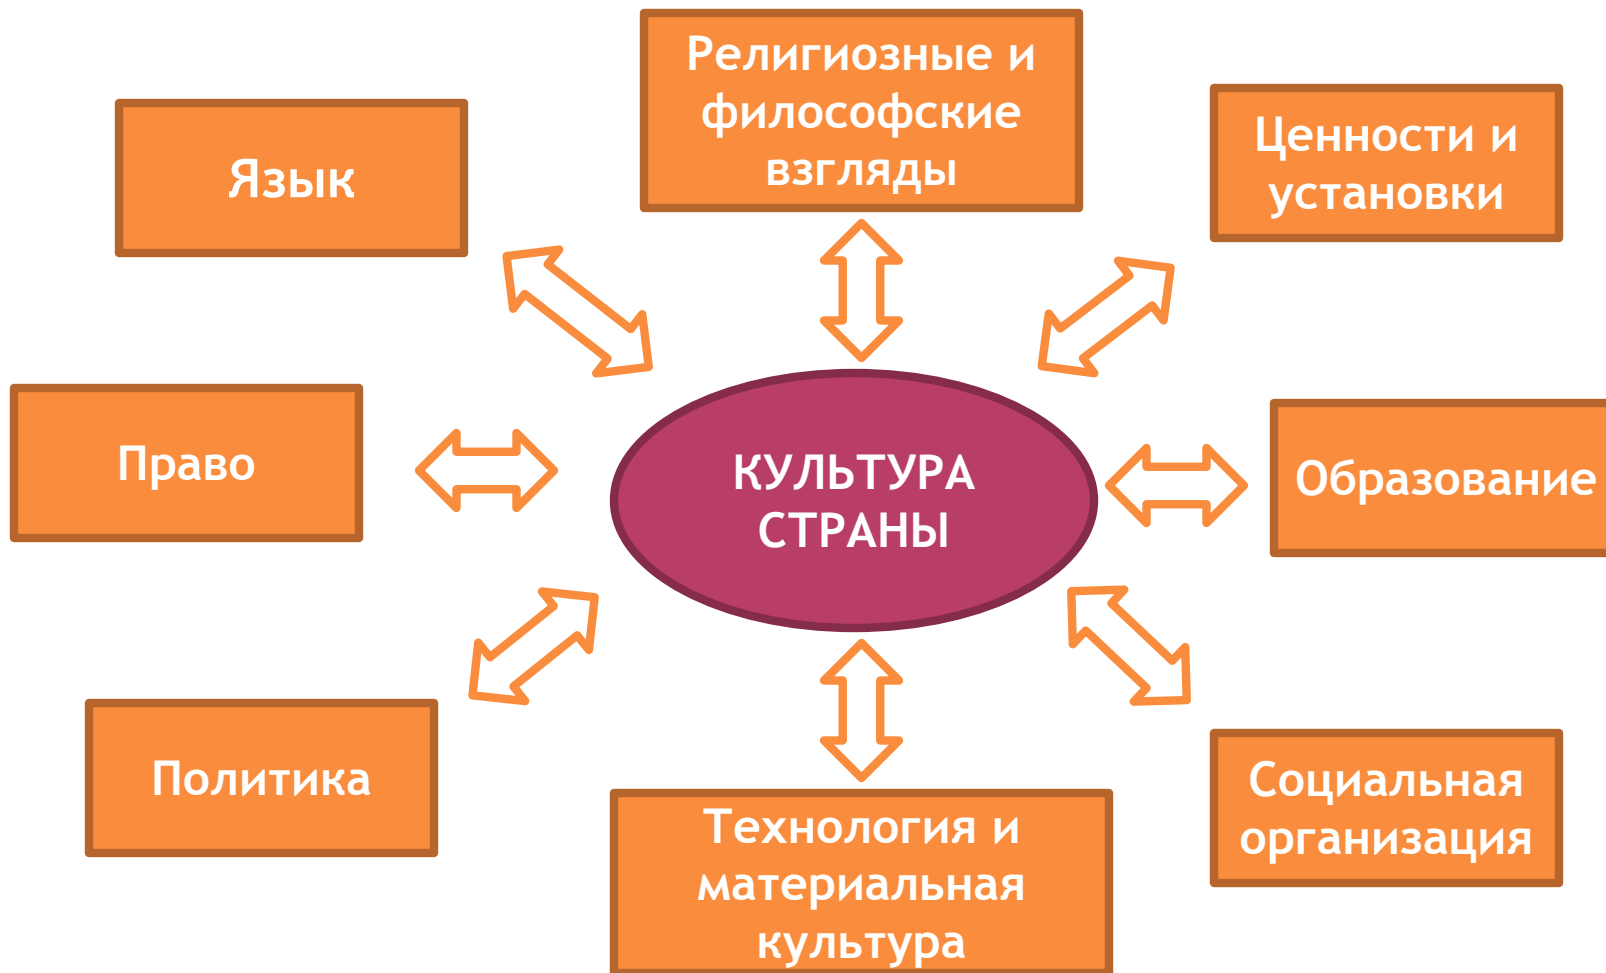 Религиозные и
философские
взгляды
Язык
Ценности и
установки
Право
КУЛЬТУРА
СТРАНЫ
Образование
Политика
Технология и
материальная
культура
Социальная
организация